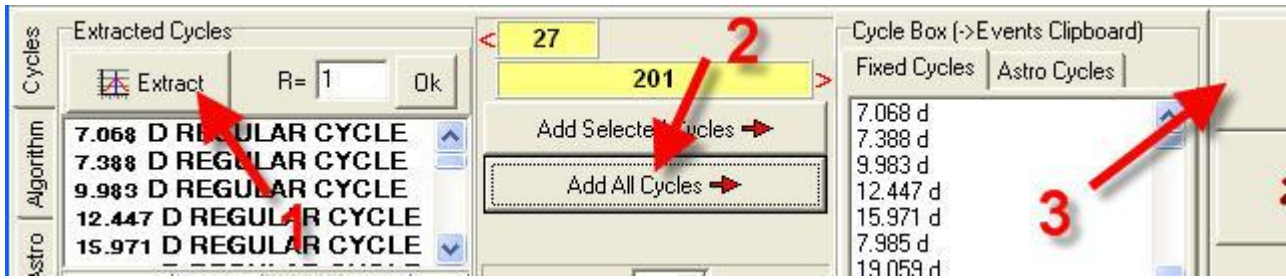 Cycles
Algorithm
Astro
Extracted Cycles
Extract
R= 1
Ok
7.068 D REGULAR CYCLE
7.388 D REGULAR CYCLE
9.983 D REGULAR CYCLE
12.447 D REGULAR CYCLE
15.971 D REGULAR CYCLE
1
< 27
201 >
2
Add Selected Cycles
Add All Cycles
Cycle Box (->Events Clipboard)
Fixed Cycles
Astro Cycles
7.068 d
7.388 d
9.983 d
12.447 d
15.971 d
7.985 d
19.059 d
3